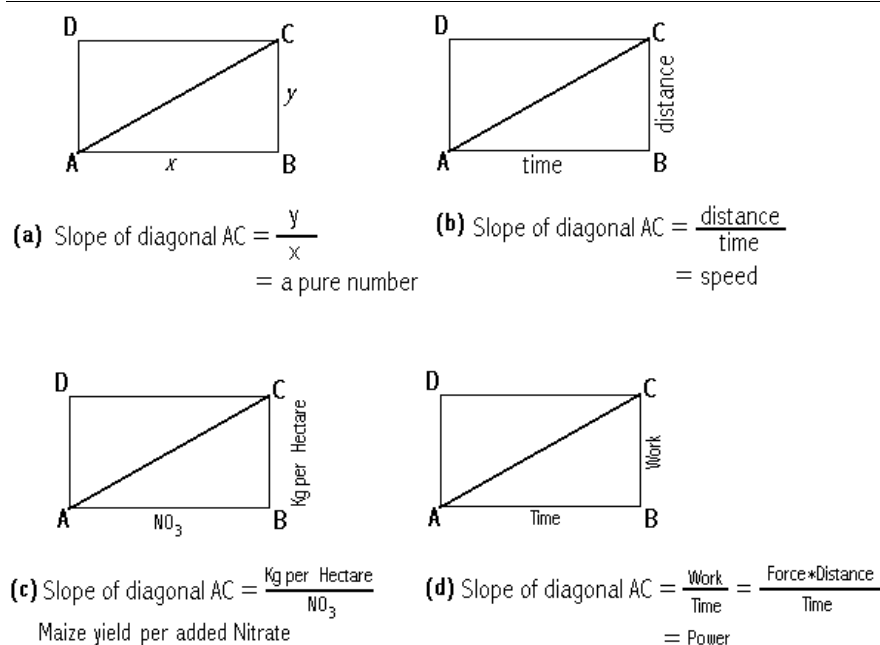 D C D C
y distance
A x B A time B
(a) Slope of diagonal AC = y / x
= a pure number
(b) Slope of diagonal AC = distance / time
= speed
D C D C
Kg per Hectare Work
A NO₃ B A Time B
(c) Slope of diagonal AC = Kg per Hectare / NO₃
Maize yield per added Nitrate
(d) Slope of diagonal AC = Work / Time = Force*Distance / Time
= Power